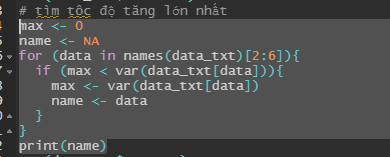 # tìm tốc độ tăng lớn nhất
max <- 0
name <- NA
for (data in names(data_txt)[2:6]){
if (max < var(data_txt[data])){
max <- var(data_txt[data])
name <- data
}
}
print(name)